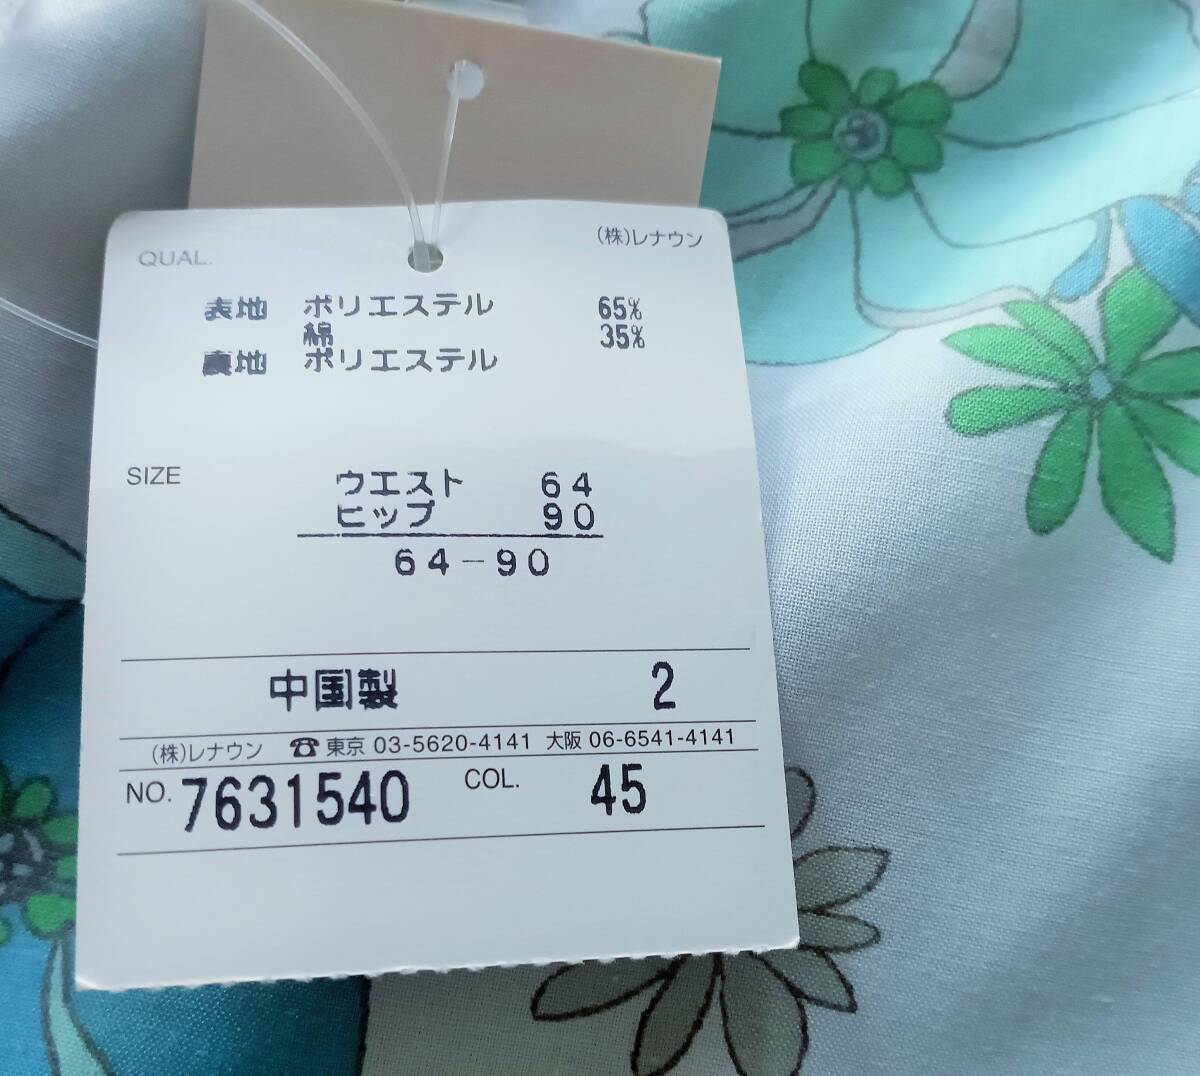 QUAL.
(株)レナウン
表地 ポリエステル 65%
綿 35%
裏地 ポリエステル
SIZE
ウエスト 64
ヒップ 90
64-90
中国製 2
(株)レナウン ☎東京 03-5620-4141 大阪 06-6541-4141
NO. 7631540 COL. 45